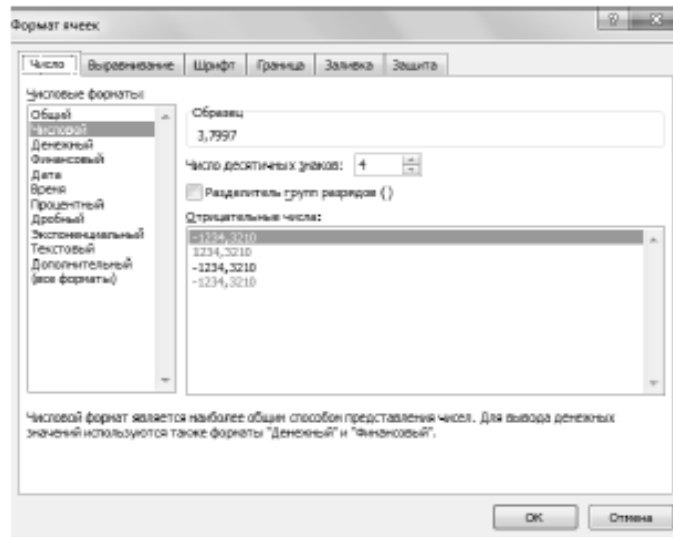 Формат ячеек
Число Выравнивание Шрифт Граница Заливка Защита
Числовые форматы:
Общий
Числовой
Денежный
Финансовый
Дата
Время
Процентный
Дробный
Экспоненциальный
Текстовый
Дополнительный
(все форматы)
Образец
3,7997
Число десятичных знаков: 4
Разделитель групп разрядов ( )
Отрицательные числа:
-1234,3210
1234,3210
-1234,3210
-1234,3210
Числовой формат является наиболее общим способом представления чисел. Для вывода денежных
значений используются также форматы "Денежный" и "Финансовый".
OK Отмена